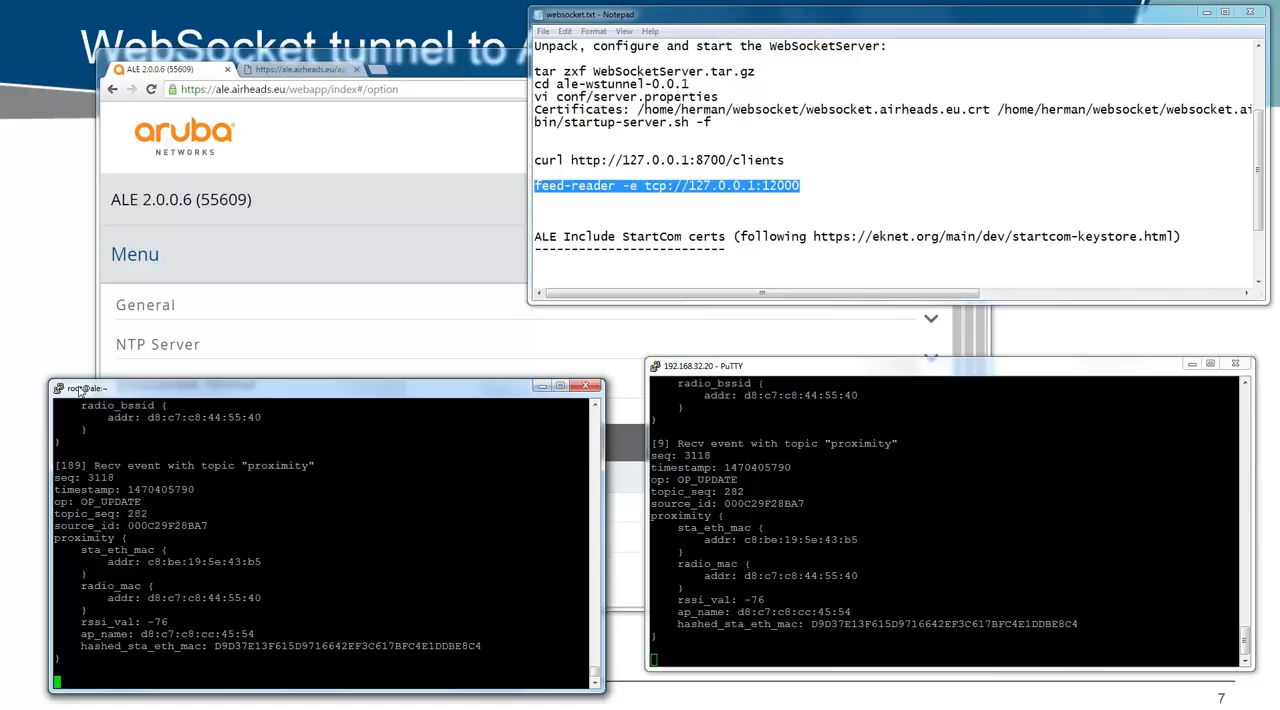 WebSocket tunnel to
ALE 2.0.0.6 (55609)
https://ale.airheads.eu/ap
https://ale.airheads.eu/webapp/index#/option
aruba
NETWORKS
ALE 2.0.0.6 (55609)
Menu
General
NTP Server
websocket.txt - Notepad
File Edit Format View Help
Unpack, configure and start the WebSocketServer:
tar zxf WebSocketServer.tar.gz
cd ale-wstunnel-0.0.1
vi conf/server.properties
Certificates: /home/herman/websocket/websocket.airheads.eu.crt /home/herman/websocket/websocket.ai
bin/startup-server.sh -f
curl http://127.0.0.1:8700/clients
feed-reader -e tcp://127.0.0.1:12000
ALE Include StartCom certs (following https://eknet.org/main/dev/startcom-keystore.html)
--------------------------
root@ale:~
radio_bssid {
addr: d8:c7:c8:44:55:40
}
}
[189] Recv event with topic "proximity"
seq: 3118
timestamp: 1470405790
op: OP_UPDATE
topic_seq: 282
source_id: 000C29F28BA7
proximity {
sta_eth_mac {
addr: c8:be:19:5e:43:b5
}
radio_mac {
addr: d8:c7:c8:44:55:40
}
rssi_val: -76
ap_name: d8:c7:c8:cc:45:54
hashed_sta_eth_mac: D9D37E13F615D9716642EF3C617BFC4E1DDBE8C4
}
192.168.32.20 - PuTTY
radio_bssid {
addr: d8:c7:c8:44:55:40
}
}
[9] Recv event with topic "proximity"
seq: 3118
timestamp: 1470405790
op: OP_UPDATE
topic_seq: 282
source_id: 000C29F28BA7
proximity {
sta_eth_mac {
addr: c8:be:19:5e:43:b5
}
radio_mac {
addr: d8:c7:c8:44:55:40
}
rssi_val: -76
ap_name: d8:c7:c8:cc:45:54
hashed_sta_eth_mac: D9D37E13F615D9716642EF3C617BFC4E1DDBE8C4
}
7